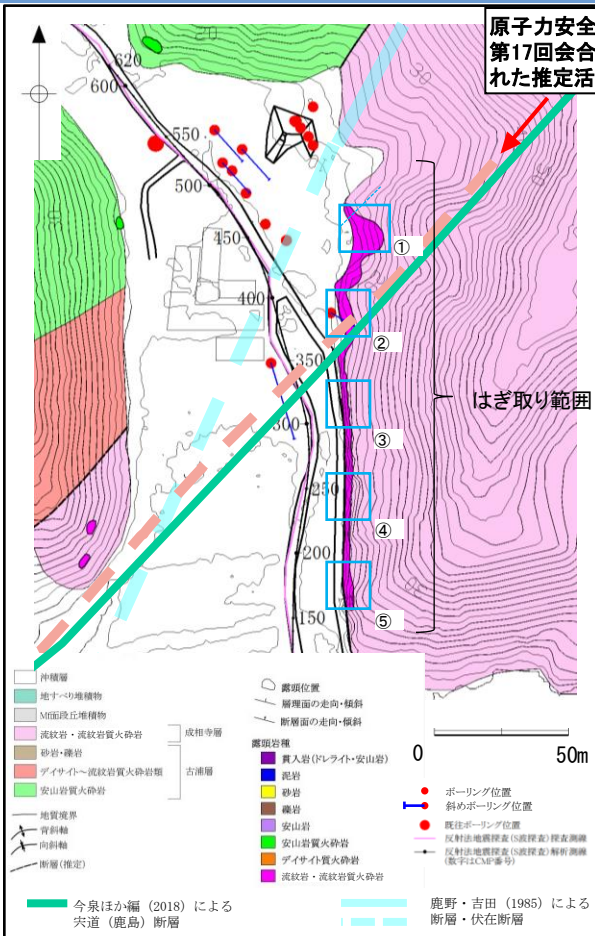 原子力安全
第17回会合
れた推定活
620
600
550
500
450
400
350
300
250
200
150
①
②
③
④
⑤
はぎ取り範囲
0 50m
沖積層
地すべり堆積物
Mf面段丘堆積物
流紋岩・流紋岩質火砕岩
成相寺層
砂岩・礫岩
デイサイト～流紋岩質火砕岩類
古浦層
安山岩質火砕岩
地質境界
背斜軸
向斜軸
断層(推定)
露頭位置
層理面の走向・傾斜
断層面の走向・傾斜
露頭岩種
貫入岩(ドレライト・安山岩)
泥岩
砂岩
礫岩
安山岩
安山岩質火砕岩
デイサイト質火砕岩
流紋岩・流紋岩質火砕岩
ボーリング位置
斜めボーリング位置
既往ボーリング位置
反射法地震探査(S波探査)探査測線
反射法地震探査(S波探査)解析測線
(数字はCMP番号)
今泉ほか編（2018）による
宍道（鹿島）断層
鹿野・吉田（1985）による
断層・伏在断層